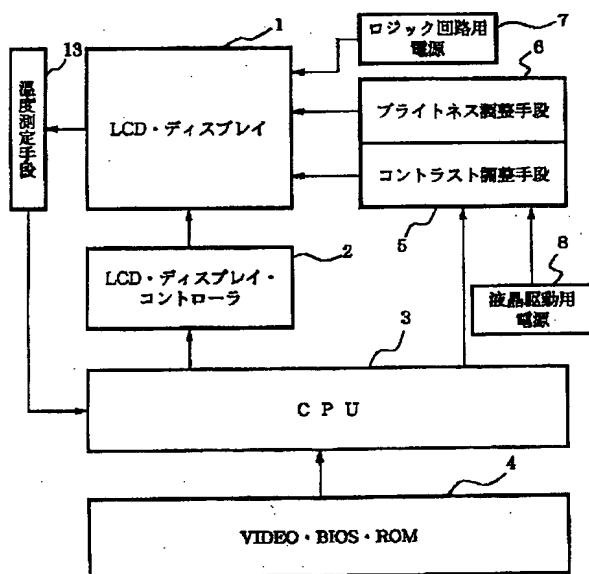 1
7
ロジック回路用
電源
13
温度測定手段
LCD・ディスプレイ
6
ブライトネス調整手段
コントラスト調整手段
5
2
LCD・ディスプレイ・
コントローラ
8
液晶駆動用
電源
3
CPU
4
VIDEO・BIOS・ROM